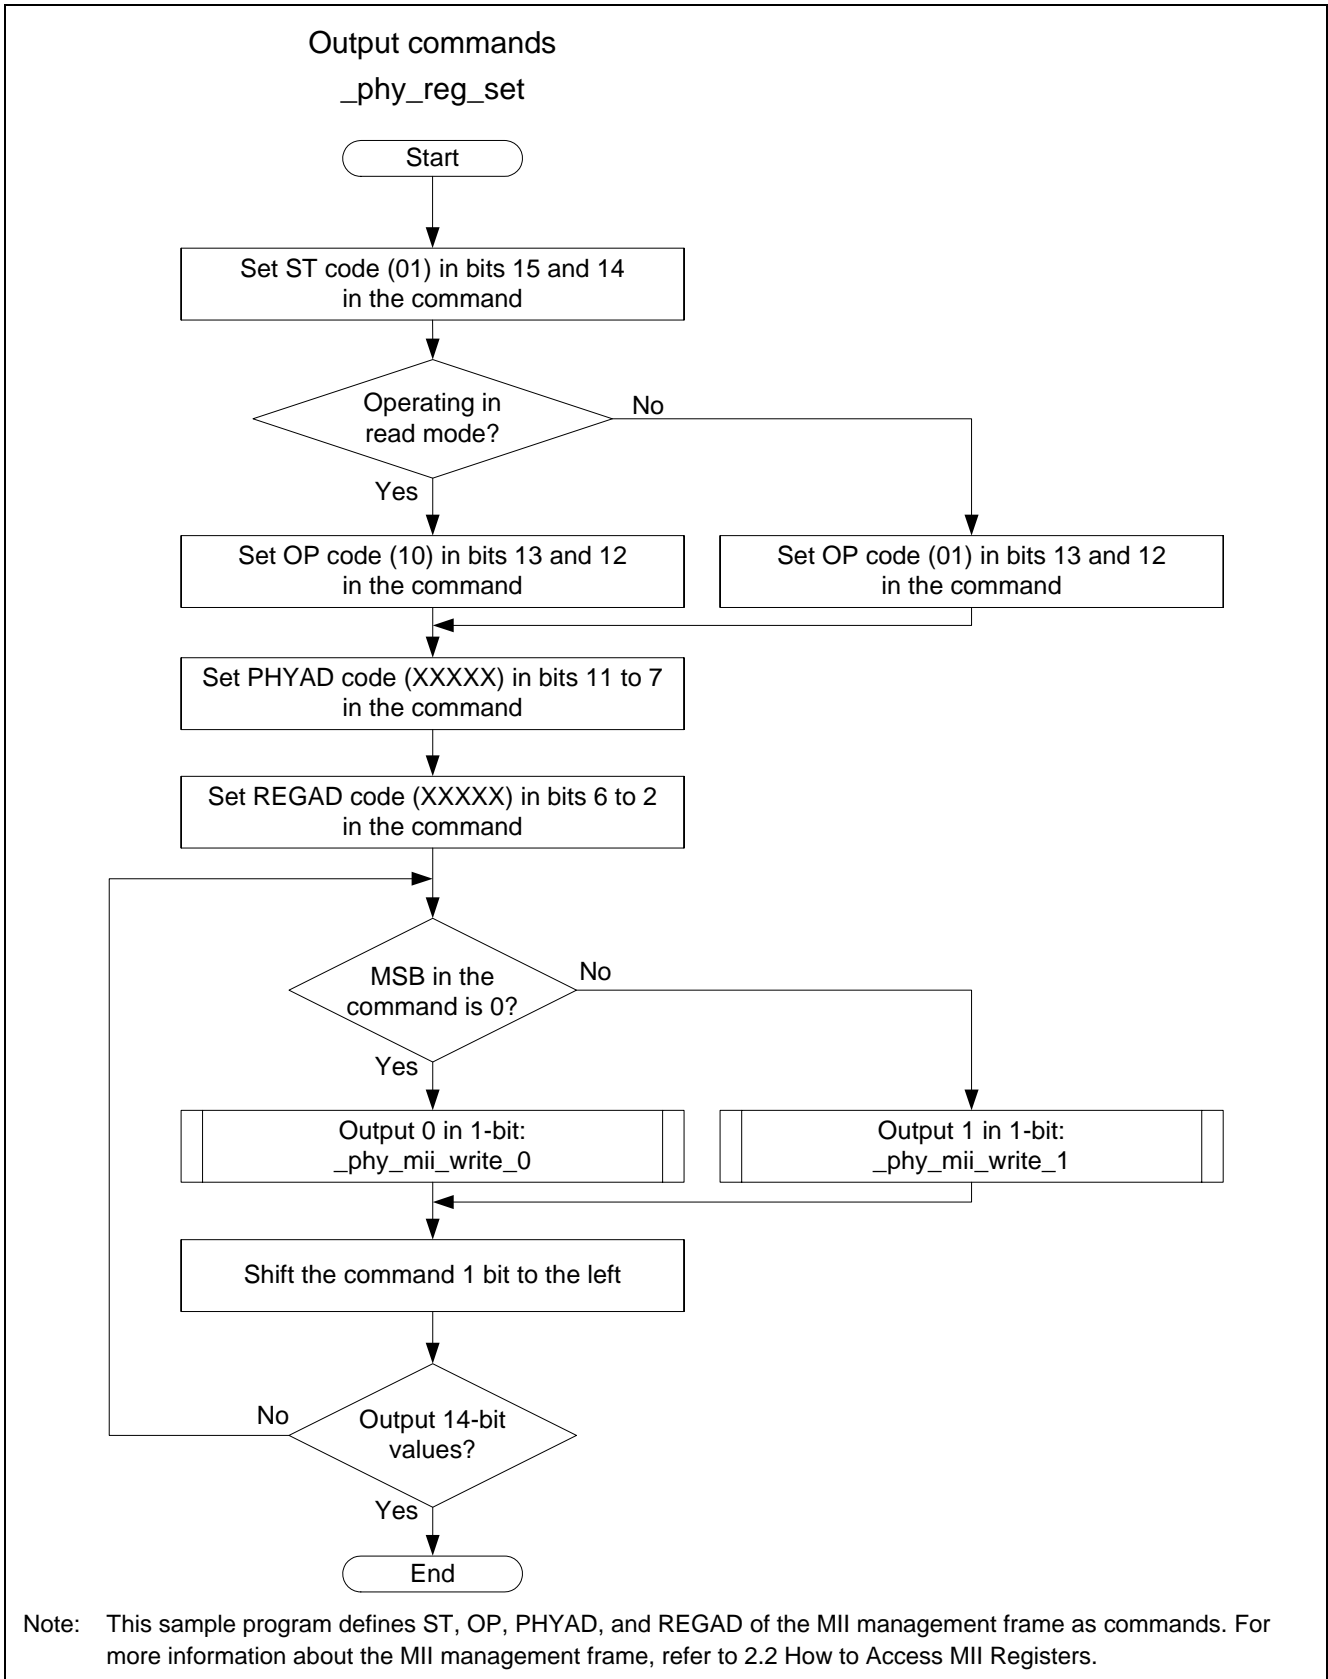 Output commands
_phy_reg_set
Start
Set ST code (01) in bits 15 and 14
in the command
Operating in
read mode?
No
Yes
Set OP code (10) in bits 13 and 12
in the command
Set OP code (01) in bits 13 and 12
in the command
Set PHYAD code (XXXXX) in bits 11 to 7
in the command
Set REGAD code (XXXXX) in bits 6 to 2
in the command
MSB in the
command is 0?
No
Yes
Output 0 in 1-bit:
_phy_mii_write_0
Output 1 in 1-bit:
_phy_mii_write_1
Shift the command 1 bit to the left
Output 14-bit
values?
No
Yes
End
Note: This sample program defines ST, OP, PHYAD, and REGAD of the MII management frame as commands. For
more information about the MII management frame, refer to 2.2 How to Access MII Registers.